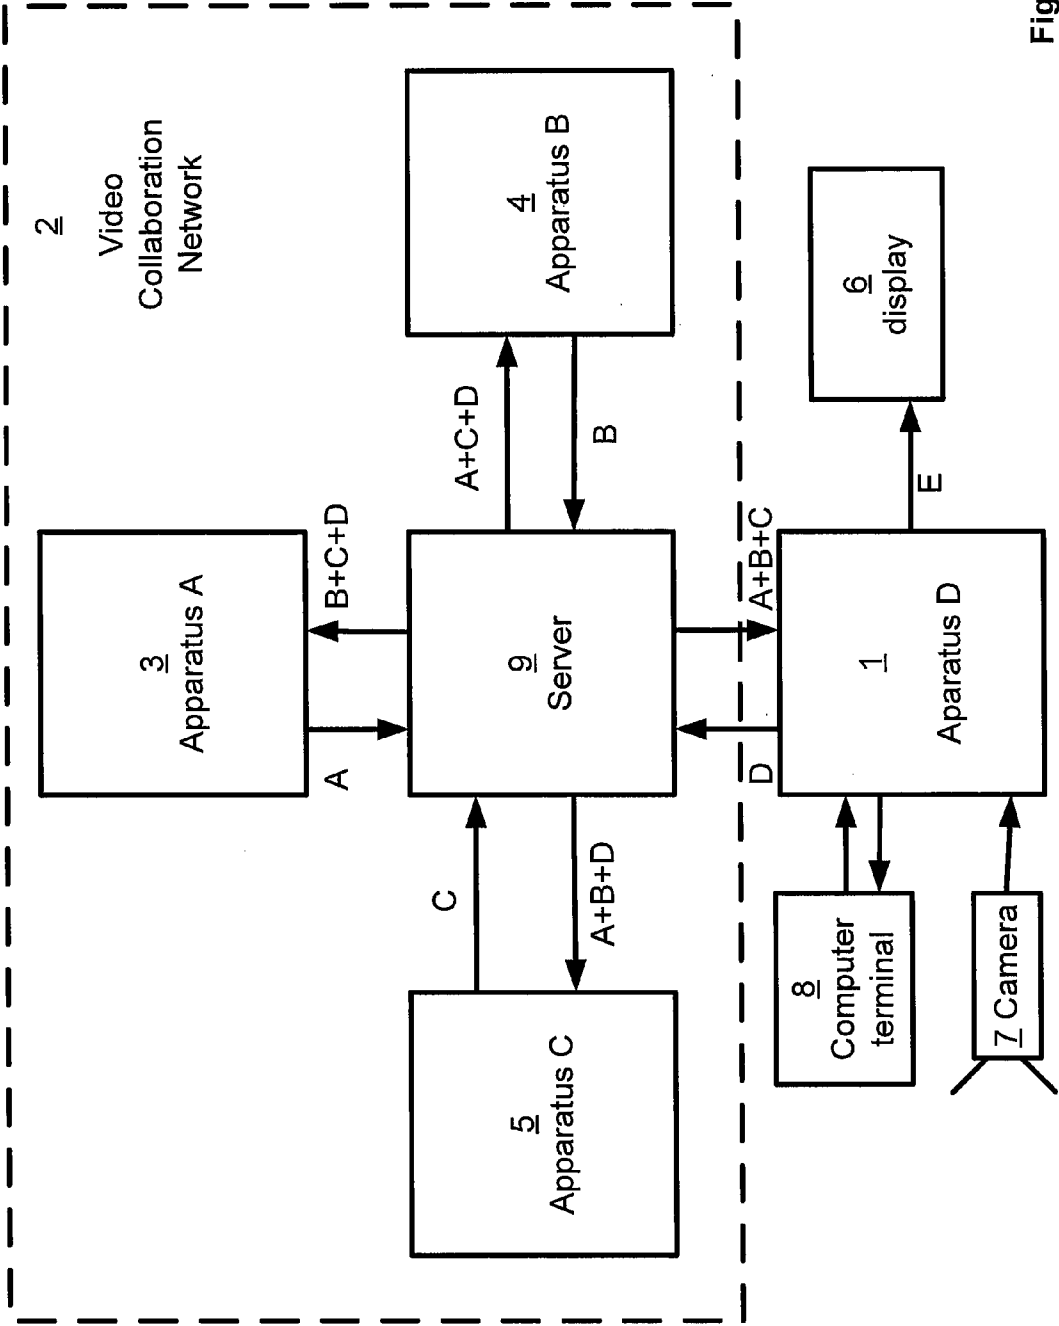 2
Video
Collaboration
Network
3
Apparatus A
A
B+C+D
C
A+C+D
5
Apparatus C
9
Server
4
Apparatus B
A+B+D
B
D
A+B+C
8
Computer
terminal
1
Aparatus D
E
6
display
7 Camera
Fig